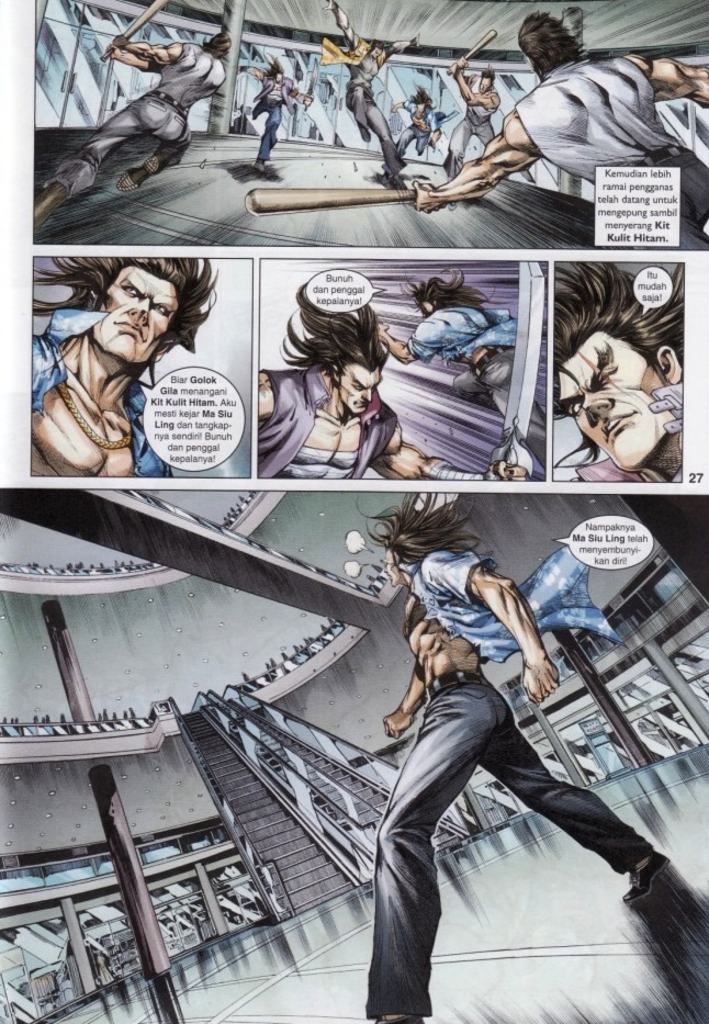 Kemudian lebih
ramai pengganas
telah datang untuk
mengepung sambil
menyerang Kit
Kulit Hitam.
Biar Golok
Gila menangani
Kit Kulit Hitam. Aku
mesti kejar Ma Siu
Ling dan tangkap-
nya sendiri! Bunuh
dan penggal
kepalanya!
Bunuh
dan penggal
kepalanya!
Itu
mudah
saja!
27
Nampaknya
Ma Siu Ling telah
menyembunyi-
kan diri!